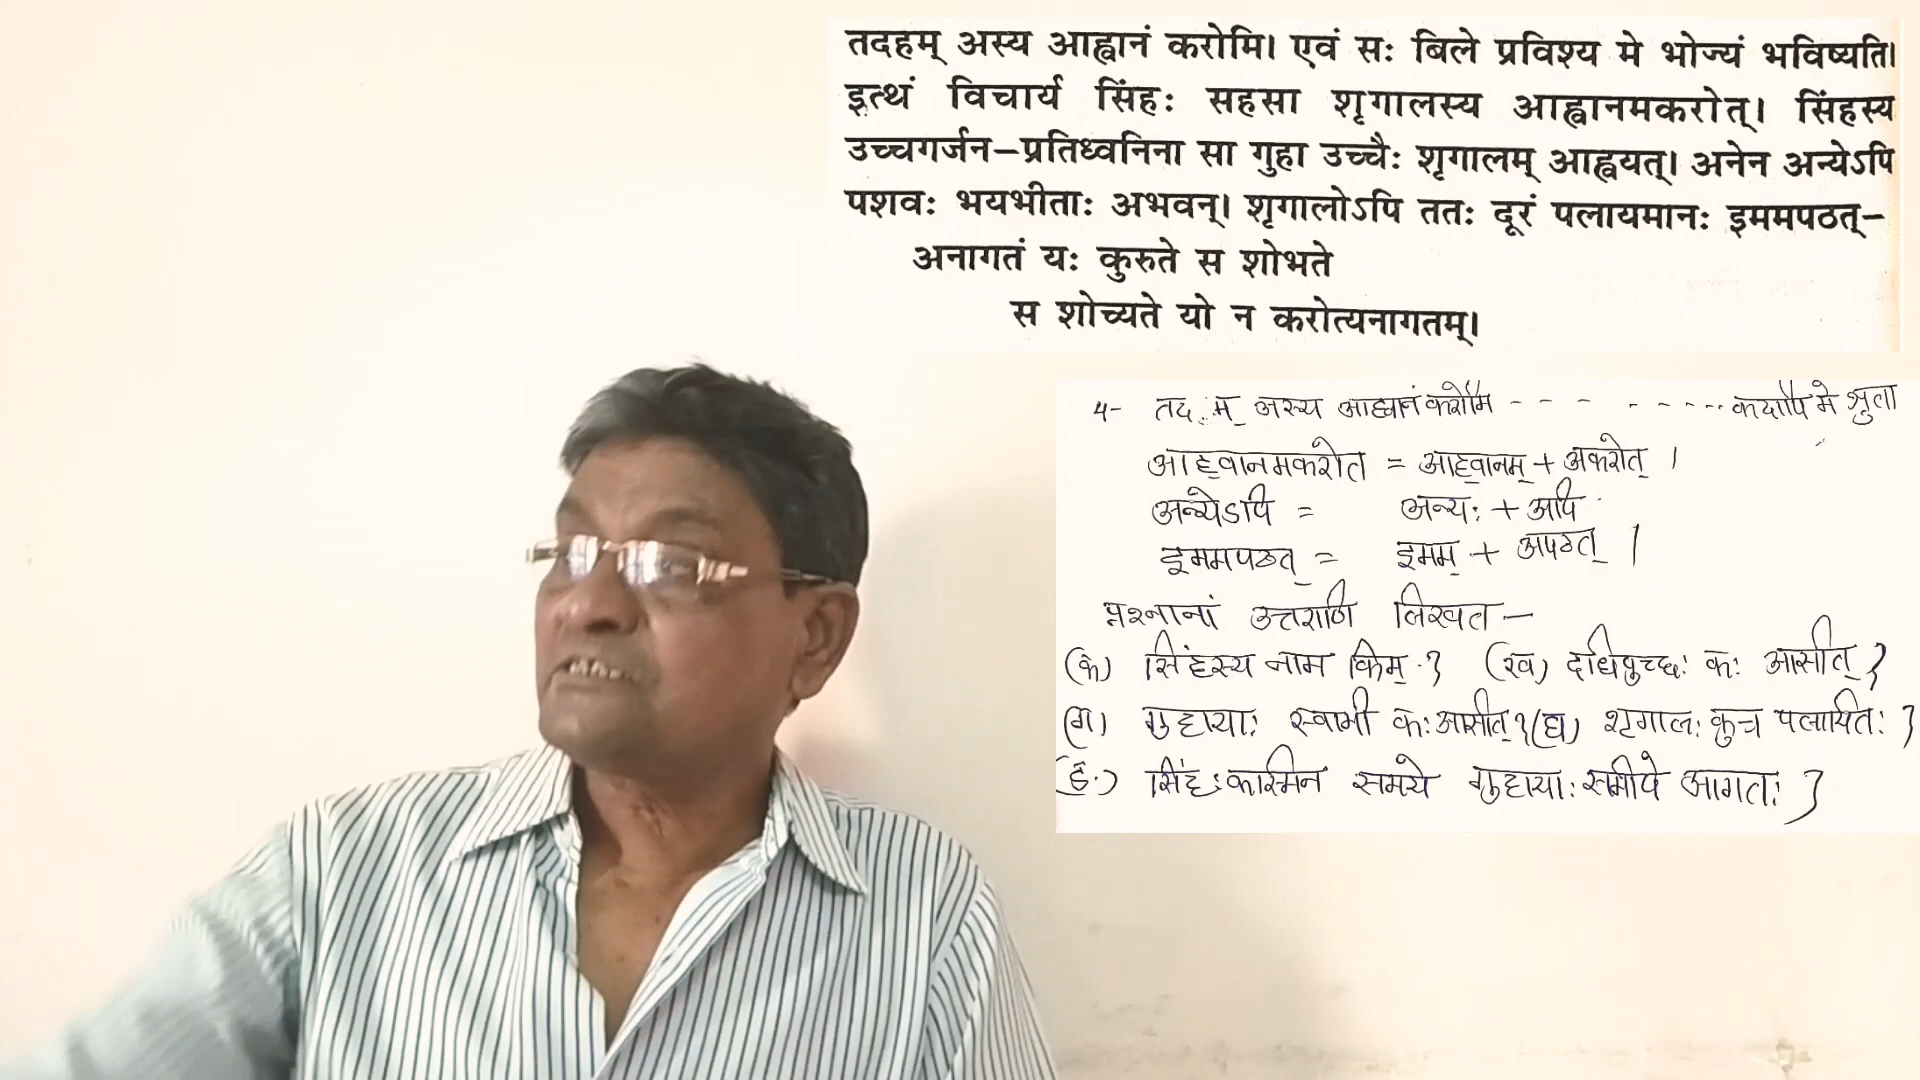 तदहम् अस्य आह्वानं करोमि। एवं सः बिले प्रविश्य मे भोज्यं भविष्यति।
इत्थं विचार्य सिंहः सहसा शृगालस्य आह्वानमकरोत्। सिंहस्य
उच्चगर्जन–प्रतिध्वनिना सा गुहा उच्चैः शृगालम् आह्वयत्। अनेन अन्येऽपि
पशवः भयभीताः अभवन्। शृगालोऽपि ततः दूरं पलायमानः इममपठत्–
अनागतं यः कुरुते स शोभते
स शोच्यते यो न करोत्यनागतम्।
4- तद म् अस्य आह्वानं करोमि - - - - - - - .. कदापि मे श्रुता
आह्वानमकरोत = आह्वानम् + अकरोत् ।
अन्येऽपि = अन्यः + अपि
इममपठत् = इमम् + अपठत् ।
प्रश्नानां उत्तराणि लिखत –
(क) सिंहस्य नाम किम् ? (ख) दधिपुच्छः कः आसीत् ?
(ग) गुहायाः स्वामी कः आसीत् ? (घ) शृगालः कुत्र पलायितः ?
(ङ) सिंहः कस्मिन समये गुहायाः समीपे आगतः ?